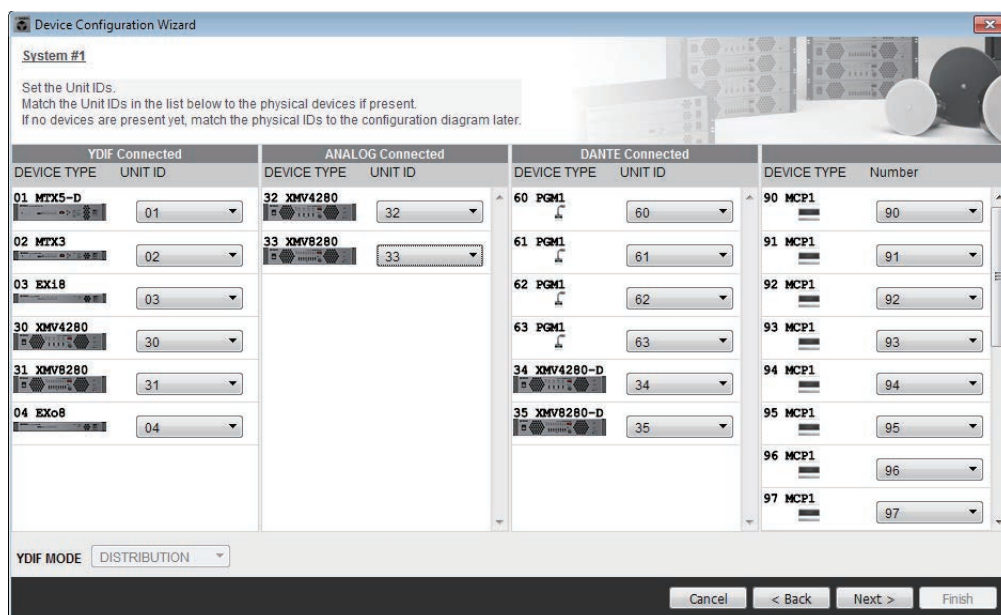 Device Configuration Wizard
System #1
Set the Unit IDs.
Match the Unit IDs in the list below to the physical devices if present.
If no devices are present yet, match the physical IDs to the configuration diagram later.
YDIF Connected
DEVICE TYPE UNIT ID
01 MTX5-D
01
02 MTX3
02
03 EXi8
03
30 XMV4280
30
31 XMV8280
31
04 EXo8
04
ANALOG Connected
DEVICE TYPE UNIT ID
32 XMV4280
32
33 XMV8280
33
DANTE Connected
DEVICE TYPE UNIT ID
60 PGM1
60
61 PGM1
61
62 PGM1
62
63 PGM1
63
34 XMV4280-D
34
35 XMV8280-D
35
DEVICE TYPE Number
90 MCP1
90
91 MCP1
91
92 MCP1
92
93 MCP1
93
94 MCP1
94
95 MCP1
95
96 MCP1
96
97 MCP1
97
YDIF MODE DISTRIBUTION
Cancel < Back Next > Finish